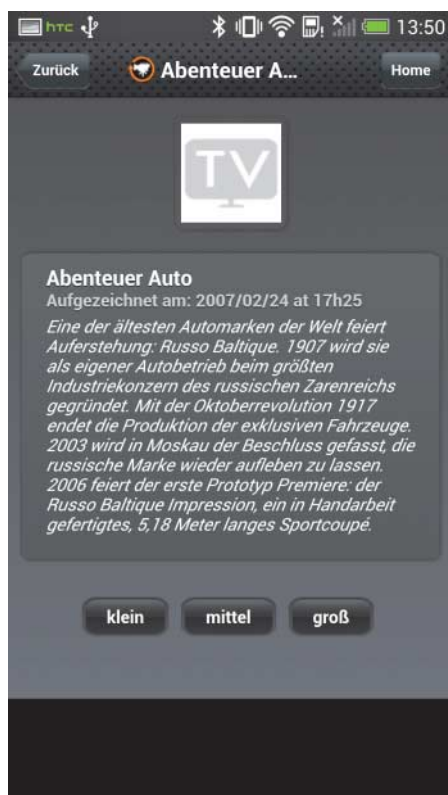 htc 13:50
Zurück Abenteuer A... Home
TV
Abenteuer Auto
Aufgezeichnet am: 2007/02/24 at 17h25
Eine der ältesten Automarken der Welt feiert
Auferstehung: Russo Baltique. 1907 wird sie
als eigener Autobetrieb beim größten
Industriekonzern des russischen Zarenreichs
gegründet. Mit der Oktoberrevolution 1917
endet die Produktion der exklusiven Fahrzeuge.
2003 wird in Moskau der Beschluss gefasst, die
russische Marke wieder aufleben zu lassen.
2006 feiert der erste Prototyp Premiere: der
Russo Baltique Impression, ein in Handarbeit
gefertigtes, 5,18 Meter langes Sportcoupé.
klein mittel groß